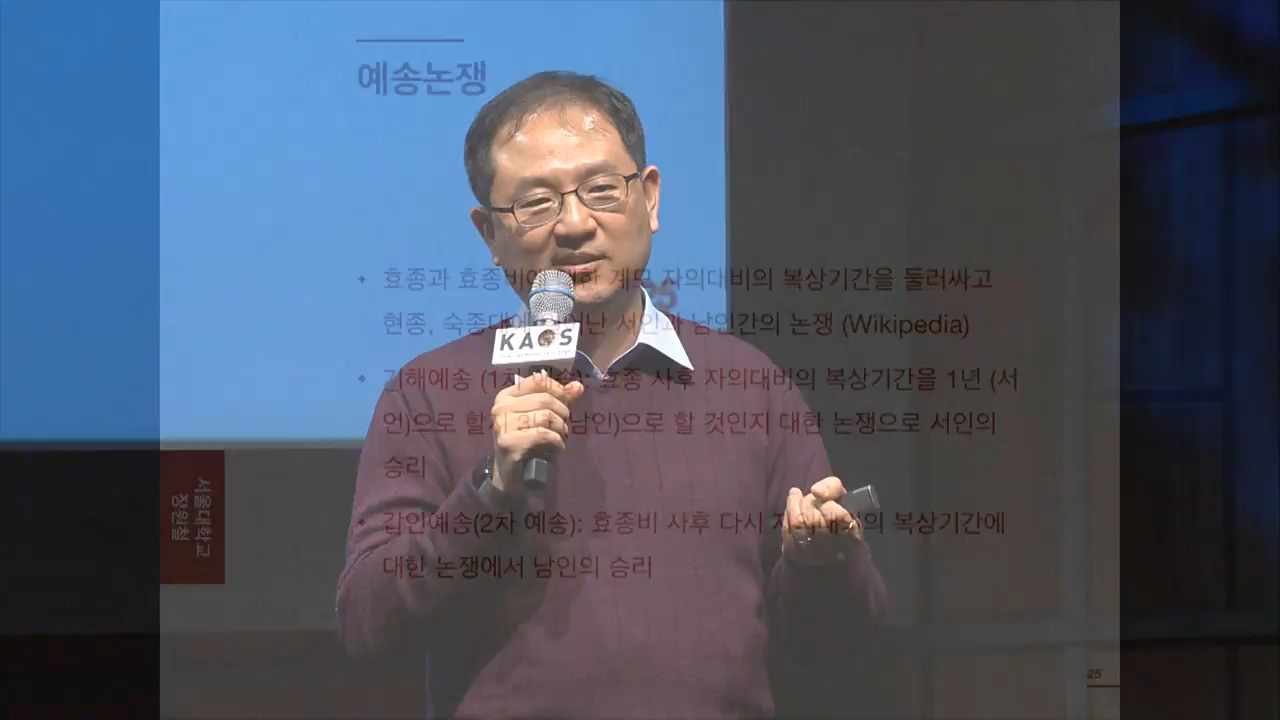 예송논쟁
효종과 효종비에 대한 계모 자의대비의 복상기간을 둘러싸고
현종, 숙종대에 일어난 서인과 남인간의 논쟁 (Wikipedia)
기해예송 (1차 예송): 효종 사후 자의대비의 복상기간을 1년 (서
언)으로 할지 3년 (남인)으로 할 것인지 대한 논쟁으로 서인의
승리
갑인예송(2차 예송): 효종비 사후 다시 자의대비의 복상기간에
대한 논쟁에서 남인의 승리
KAOS
서울대학교
장원철
25